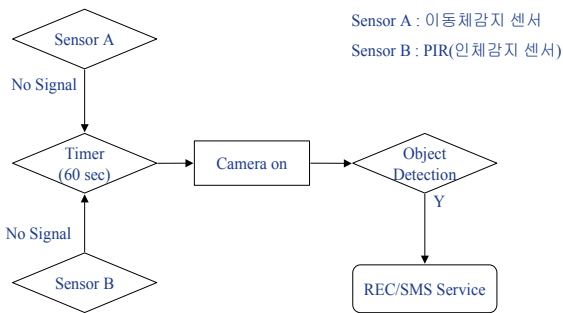 Sensor A
Sensor A : 이동체감지 센서
Sensor B : PIR(인체감지 센서)
No Signal
Timer
(60 sec)
Camera on
Object
Detection
Y
No Signal
Sensor B
REC/SMS Service